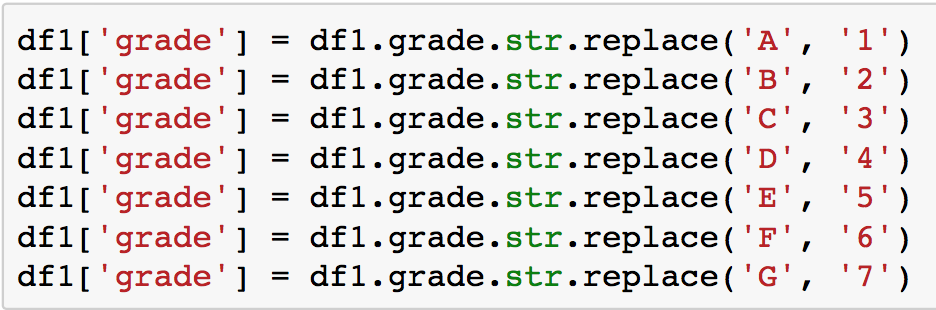 df1['grade'] = df1.grade.str.replace('A', '1')
df1['grade'] = df1.grade.str.replace('B', '2')
df1['grade'] = df1.grade.str.replace('C', '3')
df1['grade'] = df1.grade.str.replace('D', '4')
df1['grade'] = df1.grade.str.replace('E', '5')
df1['grade'] = df1.grade.str.replace('F', '6')
df1['grade'] = df1.grade.str.replace('G', '7')